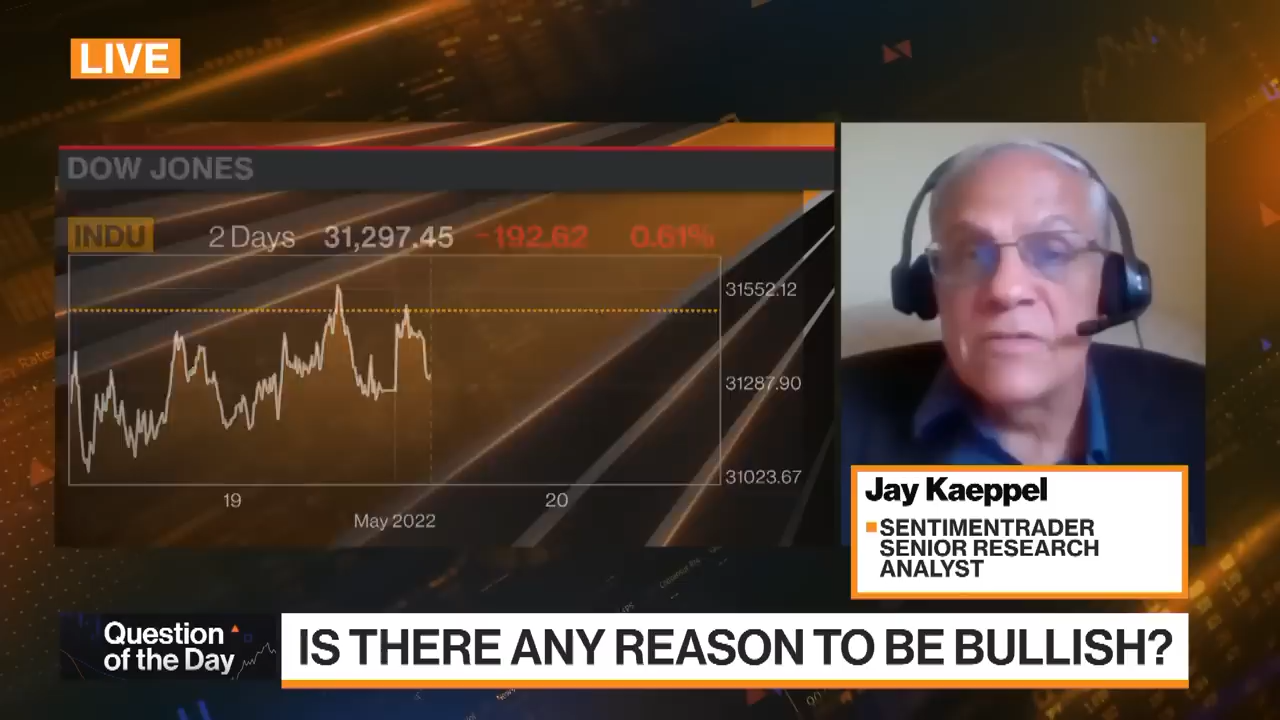 LIVE
DOW JONES
INDU 2 Days 31,297.45 -192.62 0.61%
31552.12
31287.90
31023.67
19
20
May 2022
Jay Kaeppel
SENTIMENTRADER
SENIOR RESEARCH
ANALYST
Question
of the Day
IS THERE ANY REASON TO BE BULLISH?